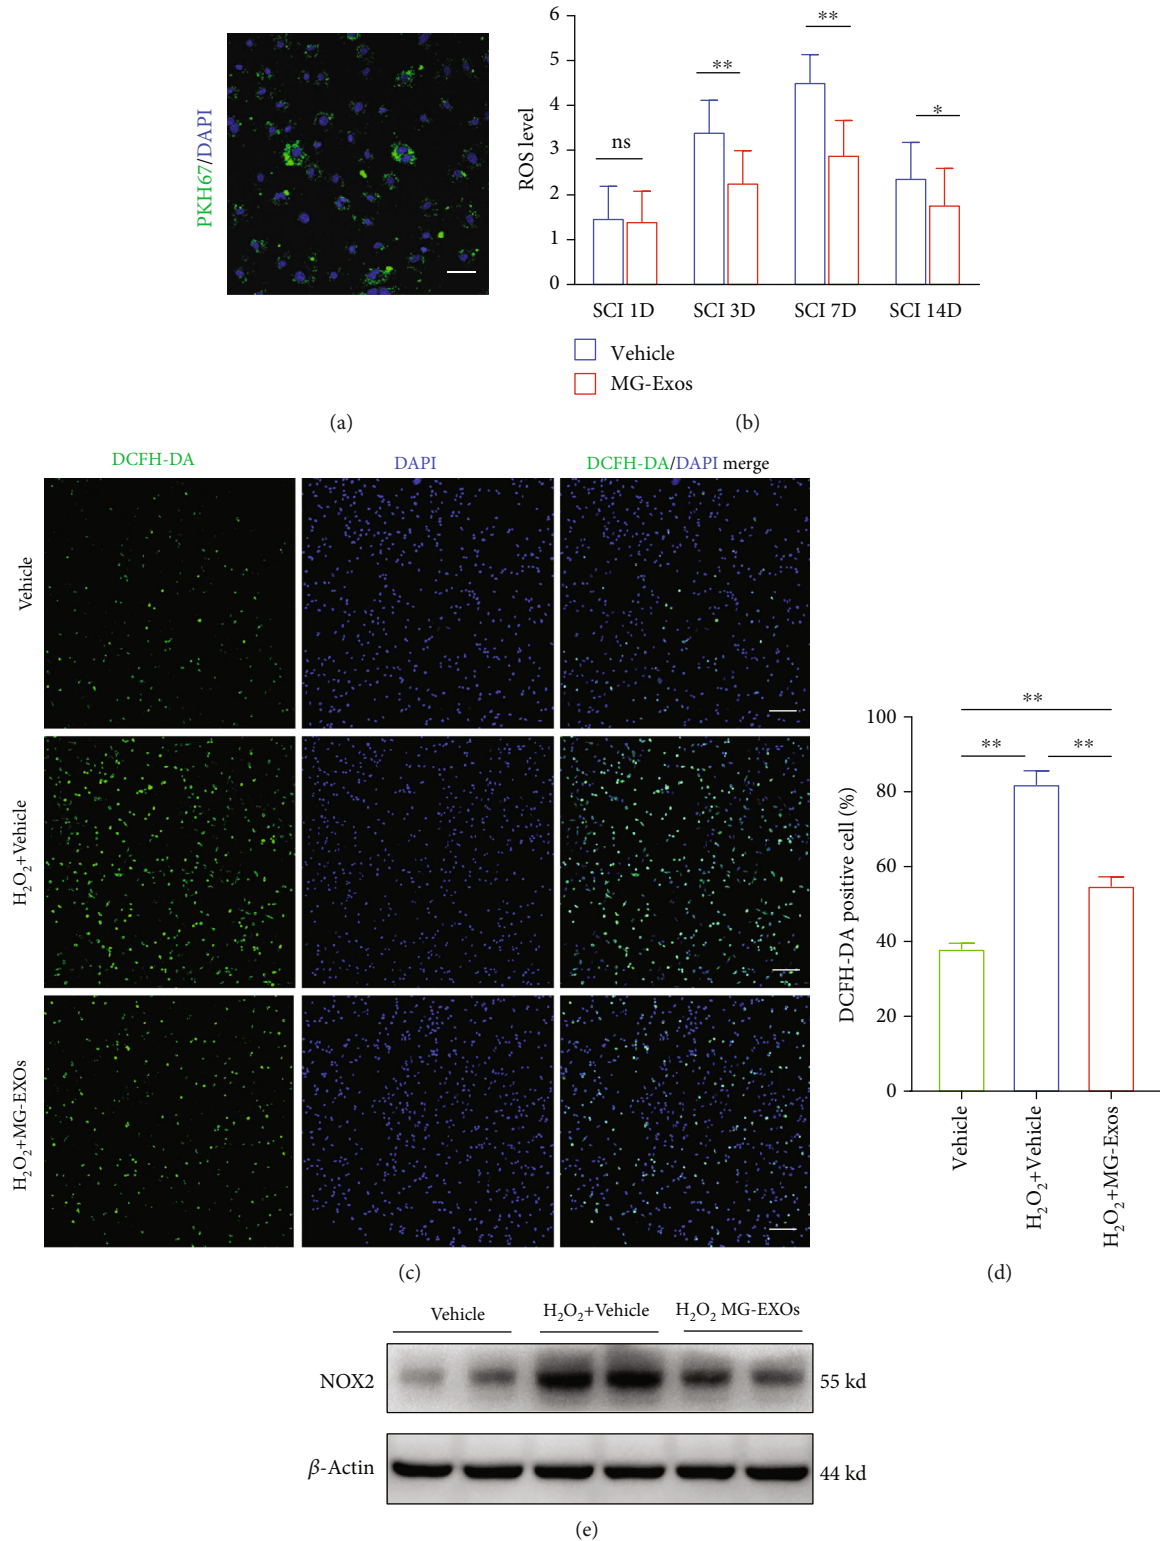 PKH67/DAPI
ROS level
6
5
4
3
2
1
0
ns
**
**
*
SCI 1D SCI 3D SCI 7D SCI 14D
Vehicle
MG-Exos
(a)
(b)
DCFH-DA
DAPI
DCFH-DA/DAPI merge
Vehicle
H₂O₂+Vehicle
H₂O₂+MG-EXOs
(c)
DCFH-DA positive cell (%)
100
80
60
40
20
0
**
** **
Vehicle
H₂O₂+Vehicle
H₂O₂+MG-Exos
(d)
Vehicle
H₂O₂+Vehicle
H₂O₂ MG-EXOs
NOX2
55 kd
β-Actin
44 kd
(e)